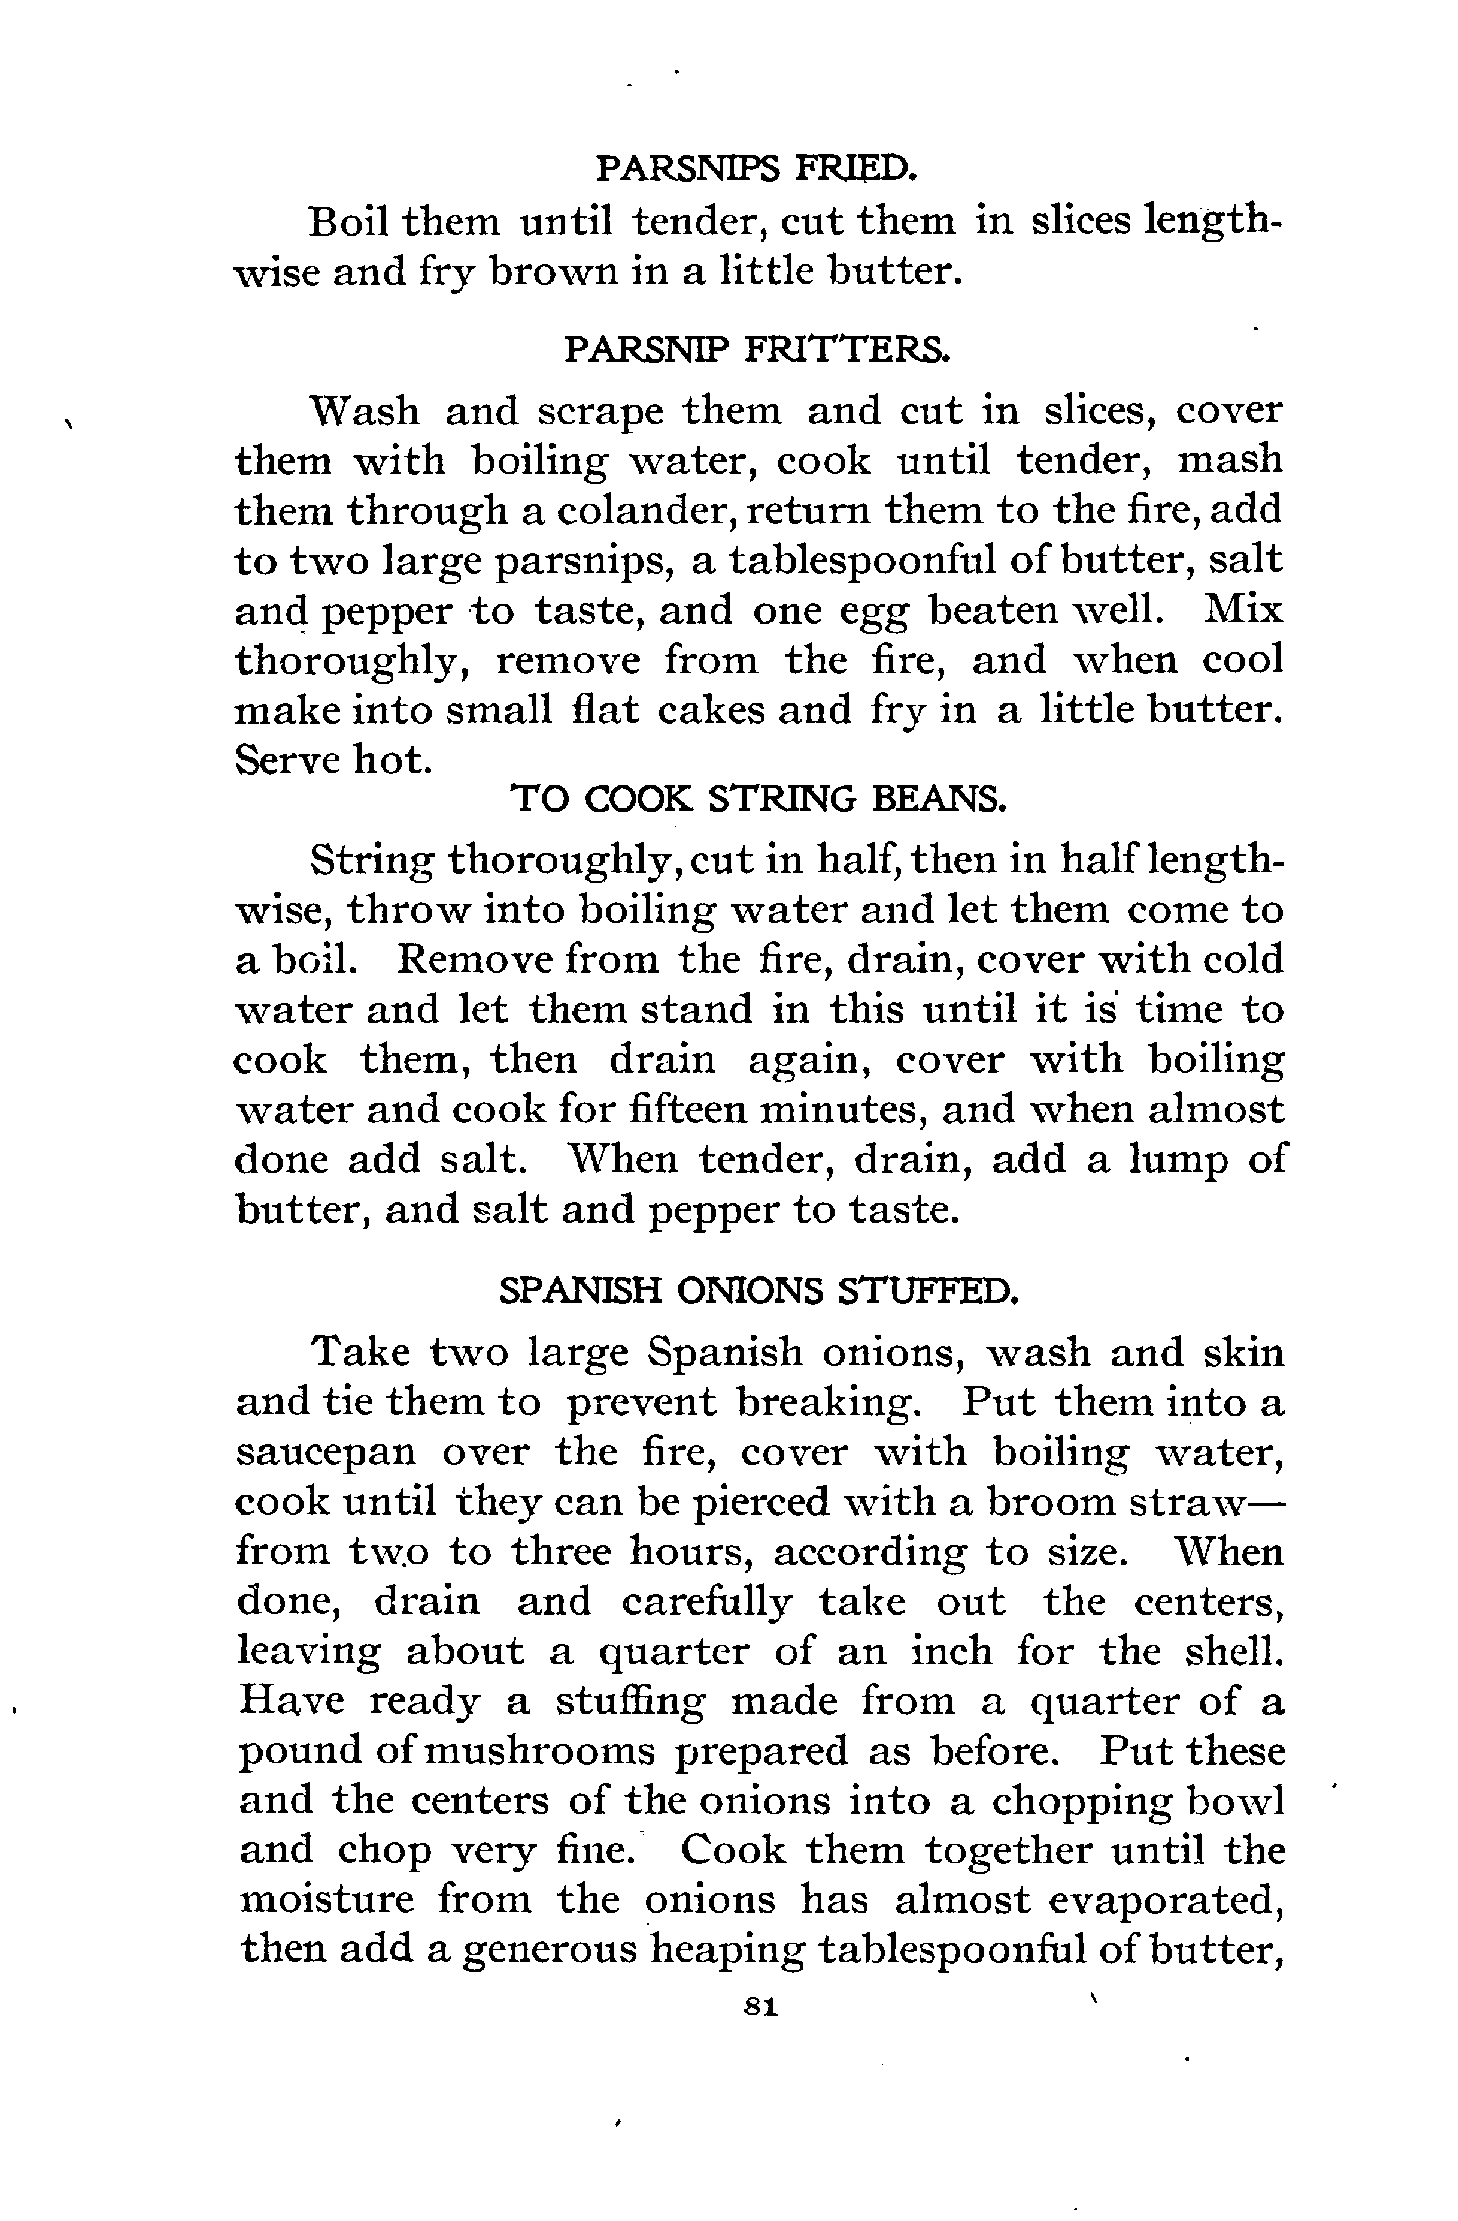 PARSNIPS FRIED.
Boil them until tender, cut them in slices length-
wise and fry brown in a little butter.
PARSNIP FRITTERS.
Wash and scrape them and cut in slices, cover
them with boiling water, cook until tender, mash
them through a colander, return them to the fire, add
to two large parsnips, a tablespoonful of butter, salt
and pepper to taste, and one egg beaten well. Mix
thoroughly, remove from the fire, and when cool
make into small flat cakes and fry in a little butter.
Serve hot.
TO COOK STRING BEANS.
String thoroughly, cut in half, then in half length-
wise, throw into boiling water and let them come to
a boil. Remove from the fire, drain, cover with cold
water and let them stand in this until it is time to
cook them, then drain again, cover with boiling
water and cook for fifteen minutes, and when almost
done add salt. When tender, drain, add a lump of
butter, and salt and pepper to taste.
SPANISH ONIONS STUFFED.
Take two large Spanish onions, wash and skin
and tie them to prevent breaking. Put them into a
saucepan over the fire, cover with boiling water,
cook until they can be pierced with a broom straw—
from two to three hours, according to size. When
done, drain and carefully take out the centers,
leaving about a quarter of an inch for the shell.
Have ready a stuffing made from a quarter of a
pound of mushrooms prepared as before. Put these
and the centers of the onions into a chopping bowl
and chop very fine. Cook them together until the
moisture from the onions has almost evaporated,
then add a generous heaping tablespoonful of butter,
81